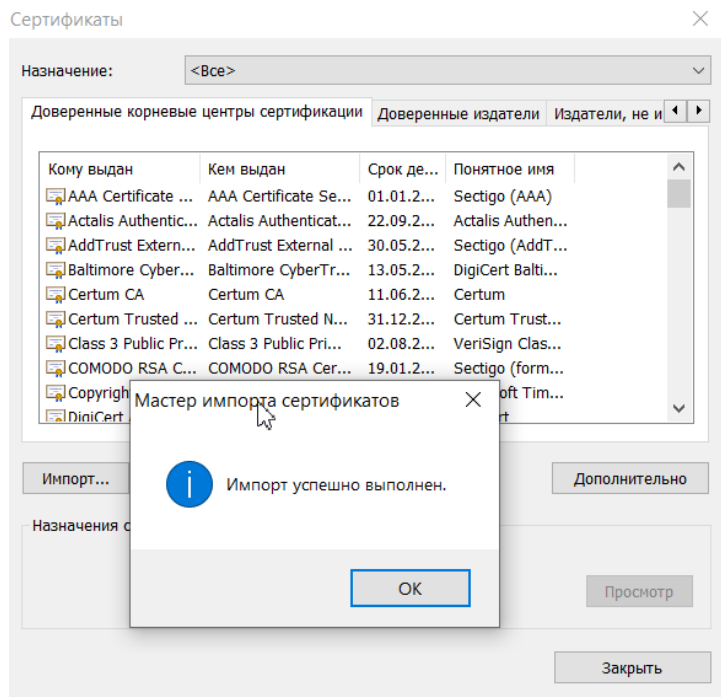 Сертификаты
Назначение: <Все>
Доверенные корневые центры сертификации Доверенные издатели Издатели, не и
Кому выдан Кем выдан Срок де... Понятное имя
AAA Certificate ... AAA Certificate Se... 01.01.2... Sectigo (AAA)
Actalis Authentic... Actalis Authenticat... 22.09.2... Actalis Authen...
AddTrust Extern... AddTrust External ... 30.05.2... Sectigo (AddT...
Baltimore Cyber... Baltimore CyberTr... 13.05.2... DigiCert Balti...
Certum CA Certum CA 11.06.2... Certum
Certum Trusted ... Certum Trusted N... 31.12.2... Certum Trust...
Class 3 Public Pr... Class 3 Public Pri... 02.08.2... VeriSign Clas...
COMODO RSA C... COMODO RSA Cer... 19.01.2... Sectigo (form...
Copyrigh oft Tim...
DigiCert
Мастер импорта сертификатов
Импорт успешно выполнен.
OK
Импорт... Дополнительно
Назначения с
Просмотр
Закрыть